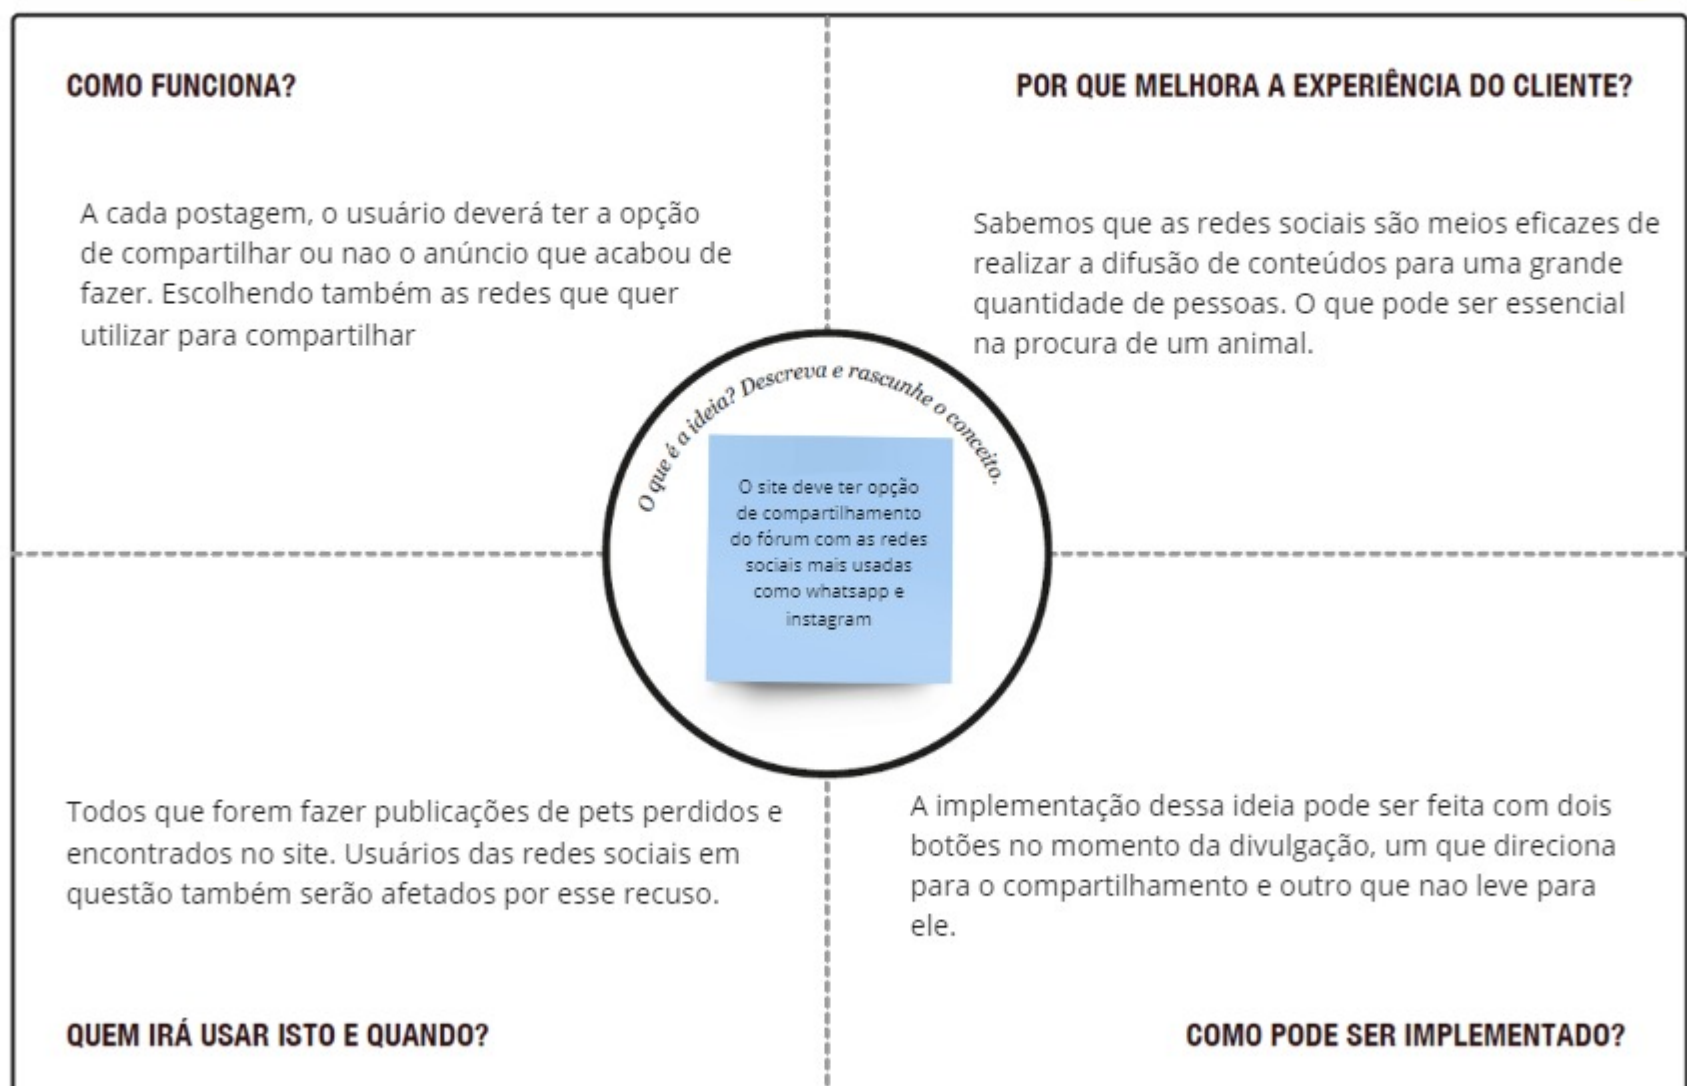 COMO FUNCIONA?
A cada postagem, o usuário deverá ter a opção
de compartilhar ou nao o anúncio que acabou de
fazer. Escolhendo também as redes que quer
utilizar para compartilhar
POR QUE MELHORA A EXPERIÊNCIA DO CLIENTE?
Sabemos que as redes sociais são meios eficazes de
realizar a difusão de conteúdos para uma grande
quantidade de pessoas. O que pode ser essencial
na procura de um animal.
O que é a ideia? Descreva e rascunhe o conceito.
O site deve ter opção
de compartilhamento
do fórum com as redes
sociais mais usadas
como whatsapp e
instagram
Todos que forem fazer publicações de pets perdidos e
encontrados no site. Usuários das redes sociais em
questão também serão afetados por esse recuso.
QUEM IRÁ USAR ISTO E QUANDO?
A implementação dessa ideia pode ser feita com dois
botões no momento da divulgação, um que direciona
para o compartilhamento e outro que nao leve para
ele.
COMO PODE SER IMPLEMENTADO?